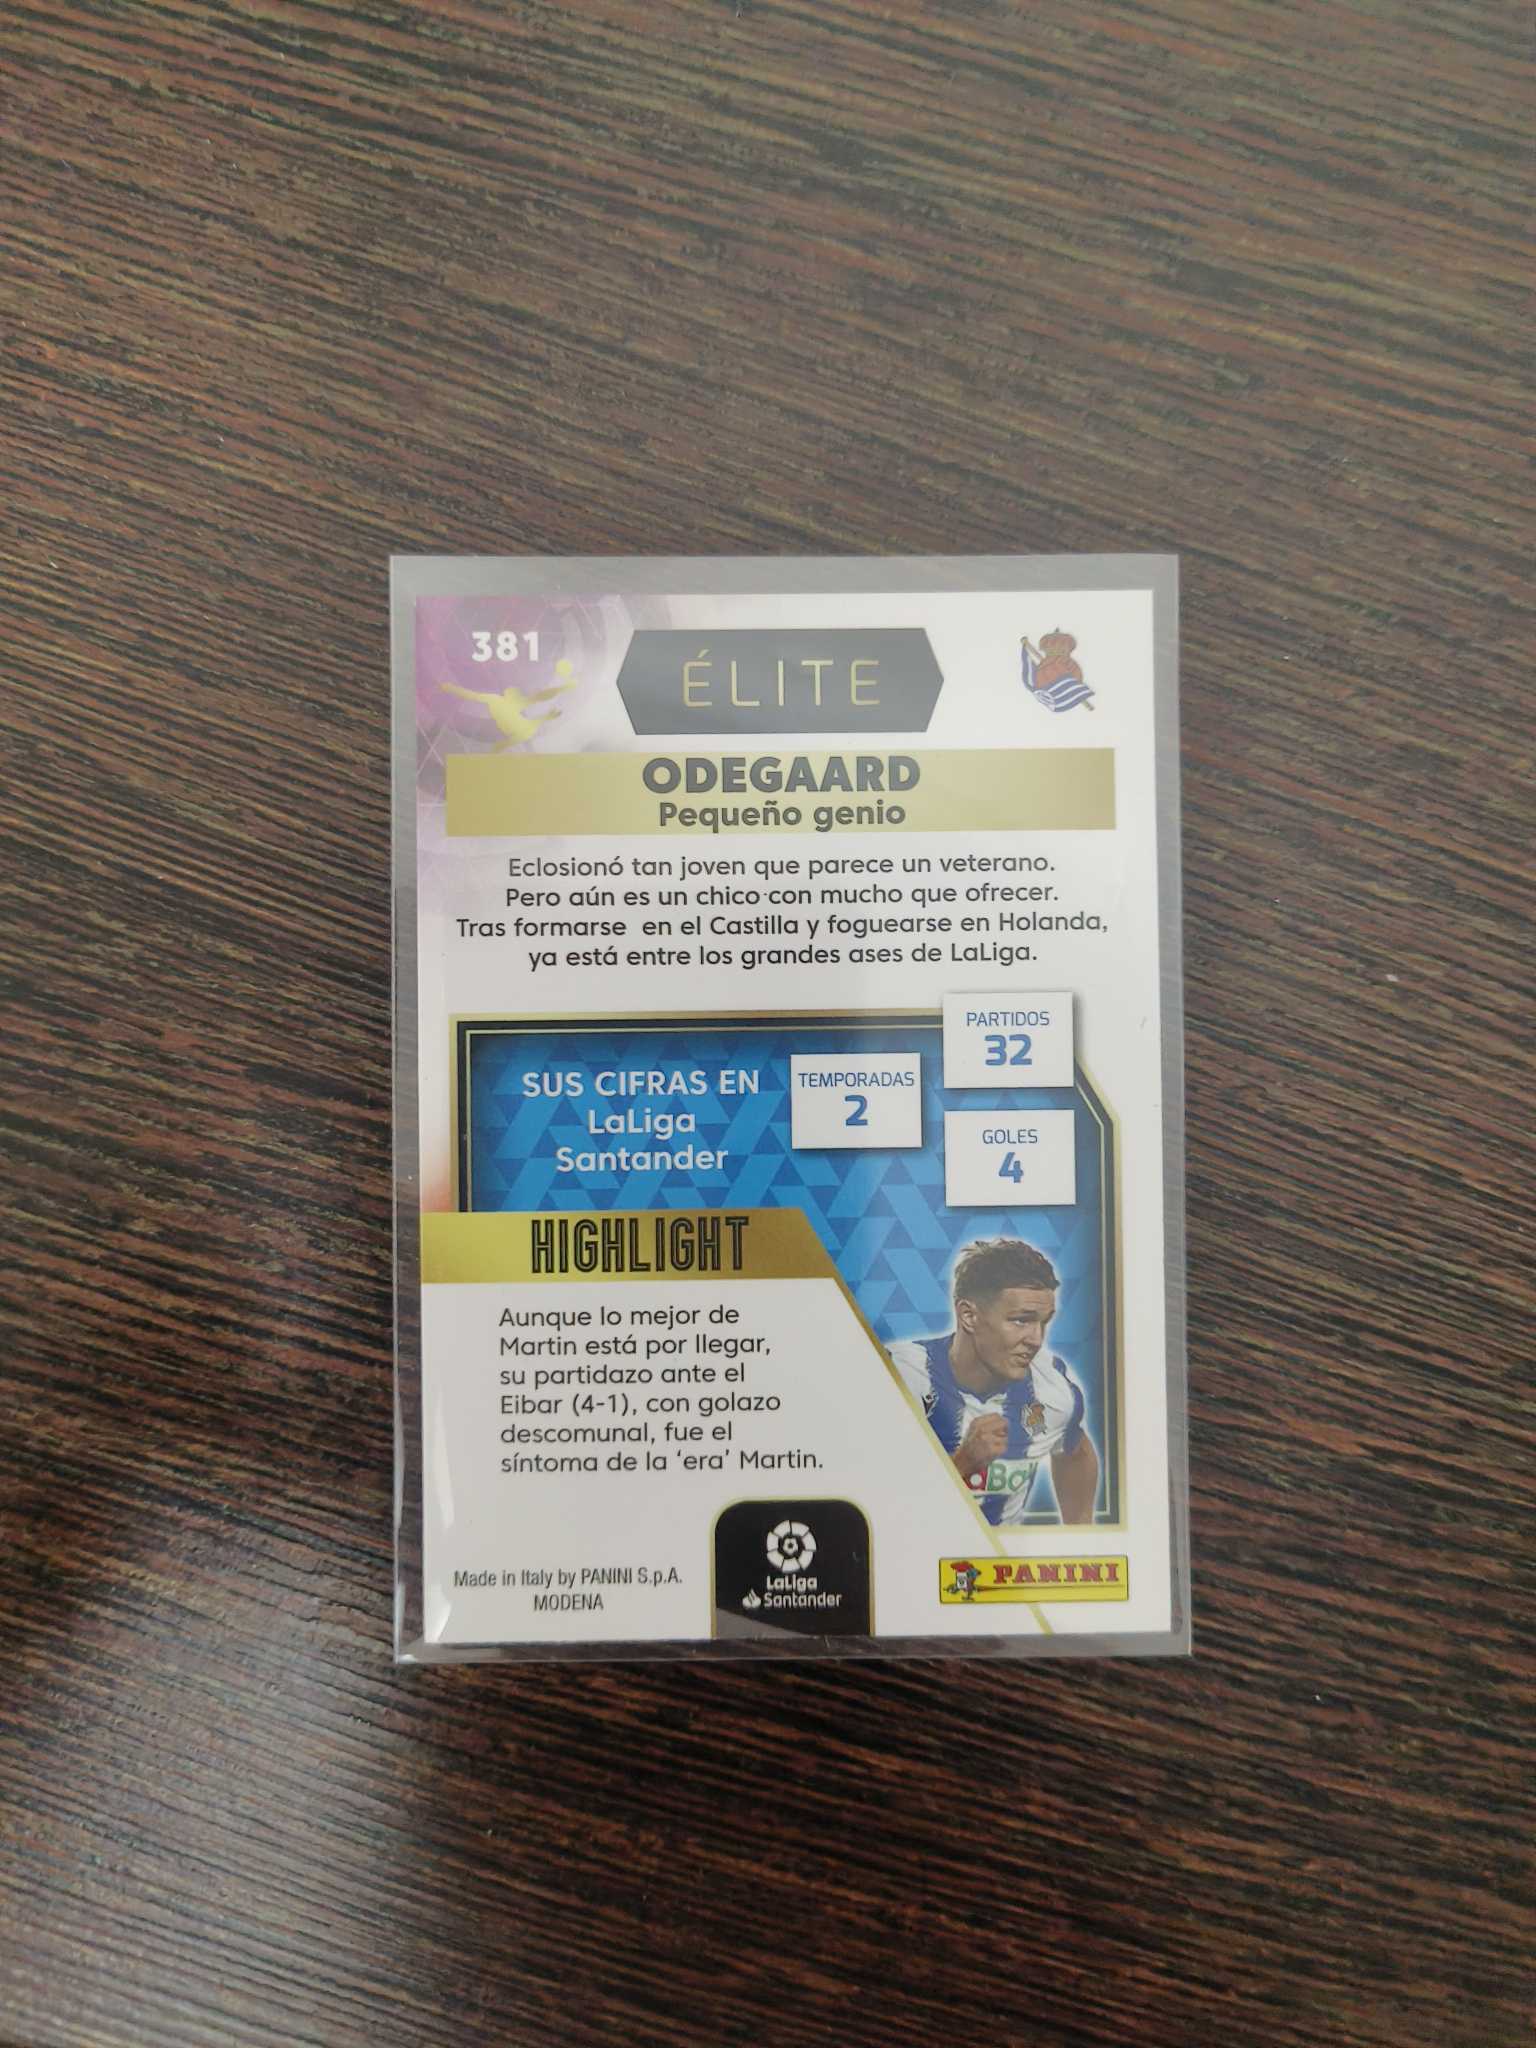 381
ÉLITE
ODEGAARD
Pequeño genio
Eclosionó tan joven que parece un veterano.
Pero aún es un chico con mucho que ofrecer.
Tras formarse en el Castilla y foguearse en Holanda,
ya está entre los grandes ases de LaLiga.
SUS CIFRAS EN
LaLiga
Santander
TEMPORADAS
2
PARTIDOS
32
GOLES
4
HIGHLIGHT
Aunque lo mejor de
Martin está por llegar,
su partidazo ante el
Eibar (4-1), con golazo
descomunal, fue el
síntoma de la ‘era’ Martin.
Made in Italy by PANINI S.p.A.
MODENA
LaLiga
Santander
PANINI